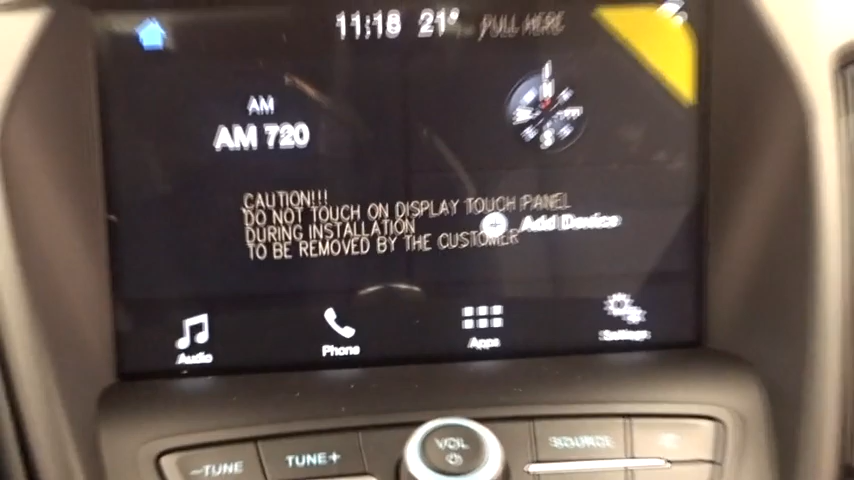 11:18 21° PULL HERE
AM
AM 720
N
S
CAUTION!!!
DO NOT TOUCH ON DISPLAY TOUCH PANEL
DURING INSTALLATION
TO BE REMOVED BY THE CUSTOMER
Add Device
Audio
Phone
Apps
Settings
VOL
-TUNE
TUNE+
SOURCE